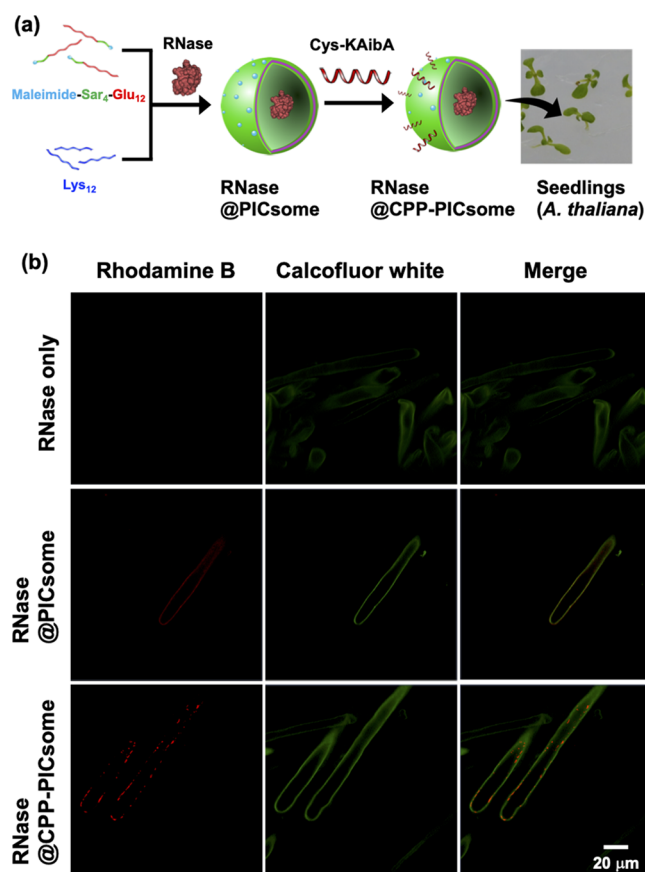 (a)
RNase
Cys-KAibA
Maleimide-Sar₄-Glu₁₂
Lys₁₂
RNase
@PICsome
RNase
@CPP-PICsome
Seedlings
(A. thaliana)
(b)
Rhodamine B
Calcofluor white
Merge
RNase only
RNase
@PICsome
RNase
@CPP-PICsome
20 μm